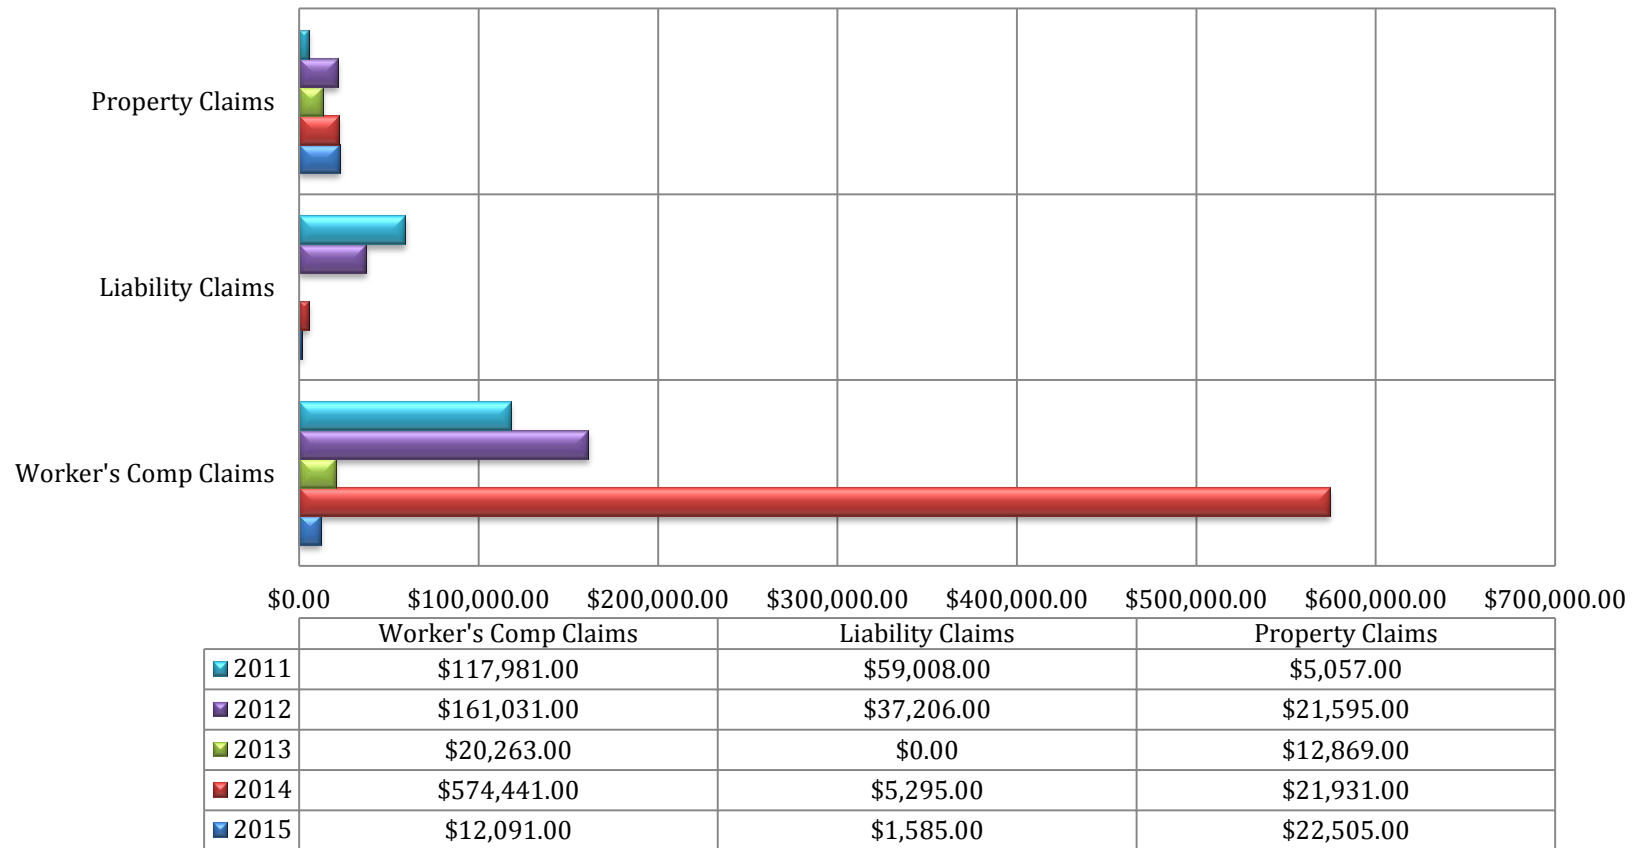 Property Claims
Liability Claims
Worker's Comp Claims
$0.00 $100,000.00 $200,000.00 $300,000.00 $400,000.00 $500,000.00 $600,000.00 $700,000.00
Worker's Comp Claims Liability Claims Property Claims
2011 $117,981.00 $59,008.00 $5,057.00
2012 $161,031.00 $37,206.00 $21,595.00
2013 $20,263.00 $0.00 $12,869.00
2014 $574,441.00 $5,295.00 $21,931.00
2015 $12,091.00 $1,585.00 $22,505.00